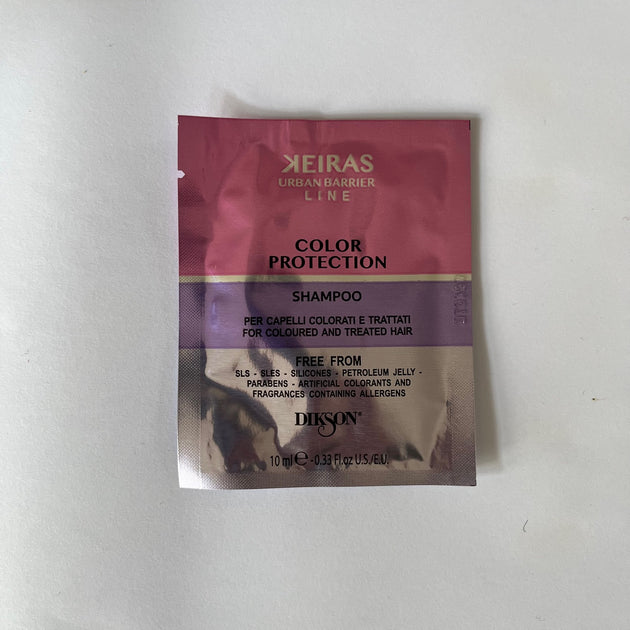 KEIRAS
URBAN BARRIER
LINE
COLOR
PROTECTION
SHAMPOO
PER CAPELLI COLORATI E TRATTATI
FOR COLOURED AND TREATED HAIR
FREE FROM
SLS - SLES - SILICONES - PETROLEUM JELLY -
PARABENS - ARTIFICIAL COLORANTS AND
FRAGRANCES CONTAINING ALLERGENS
DIKSON®
10 ml ℮ - 0.33 Fl.oz U.S./E.U.